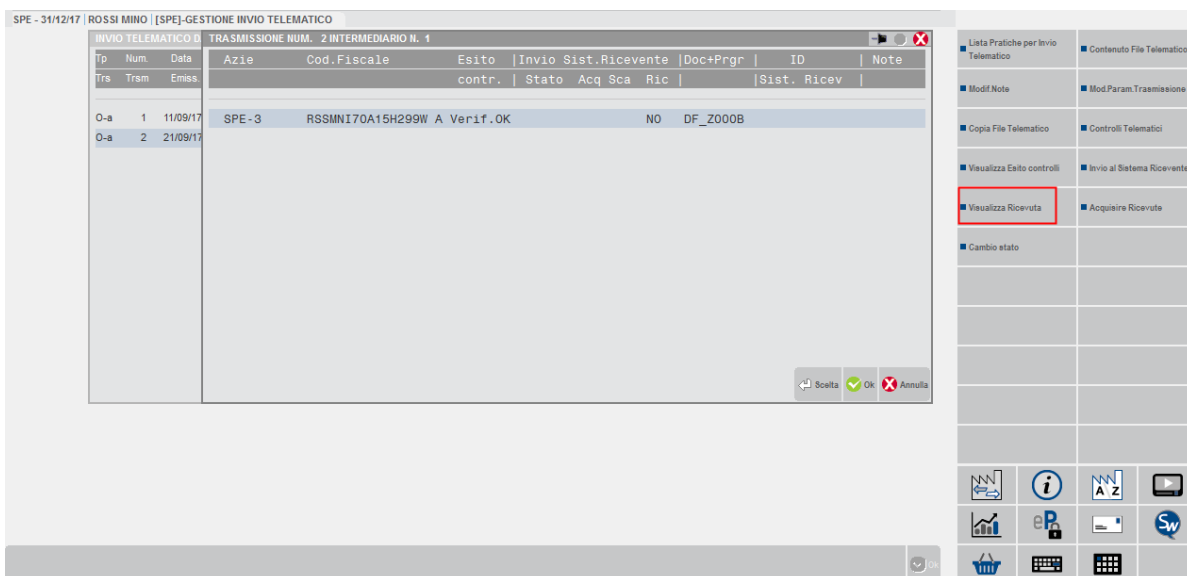 SPE - 31/12/17 | ROSSI MINO | [SPE]-GESTIONE INVIO TELEMATICO
INVIO TELEMATICO D
Tp Num. Data
Trs Trsm Emiss.
O-a 1 11/09/17
O-a 2 21/09/17
TRASMISSIONE NUM. 2 INTERMEDIARIO N. 1
Azie Cod.Fiscale Esito |Invio Sist.Ricevente |Doc+Prgr | ID | Note
contr. | Stato Acq Sca Ric | |Sist. Ricev |
SPE-3 RSSMNI70A15H299W A Verif.OK NO DF_Z000B
Scelta Ok Annulla
Lista Pratiche per Invio Telematico
Contenuto File Telematico
Modif.Note
Mod.Param.Trasmissione
Copia File Telematico
Controlli Telematici
Visualizza Esito controlli
Invio al Sistema Ricevente
Visualizza Ricevuta
Acquisire Ricevute
Cambio stato
i
A Z
eP
Sw
Ok